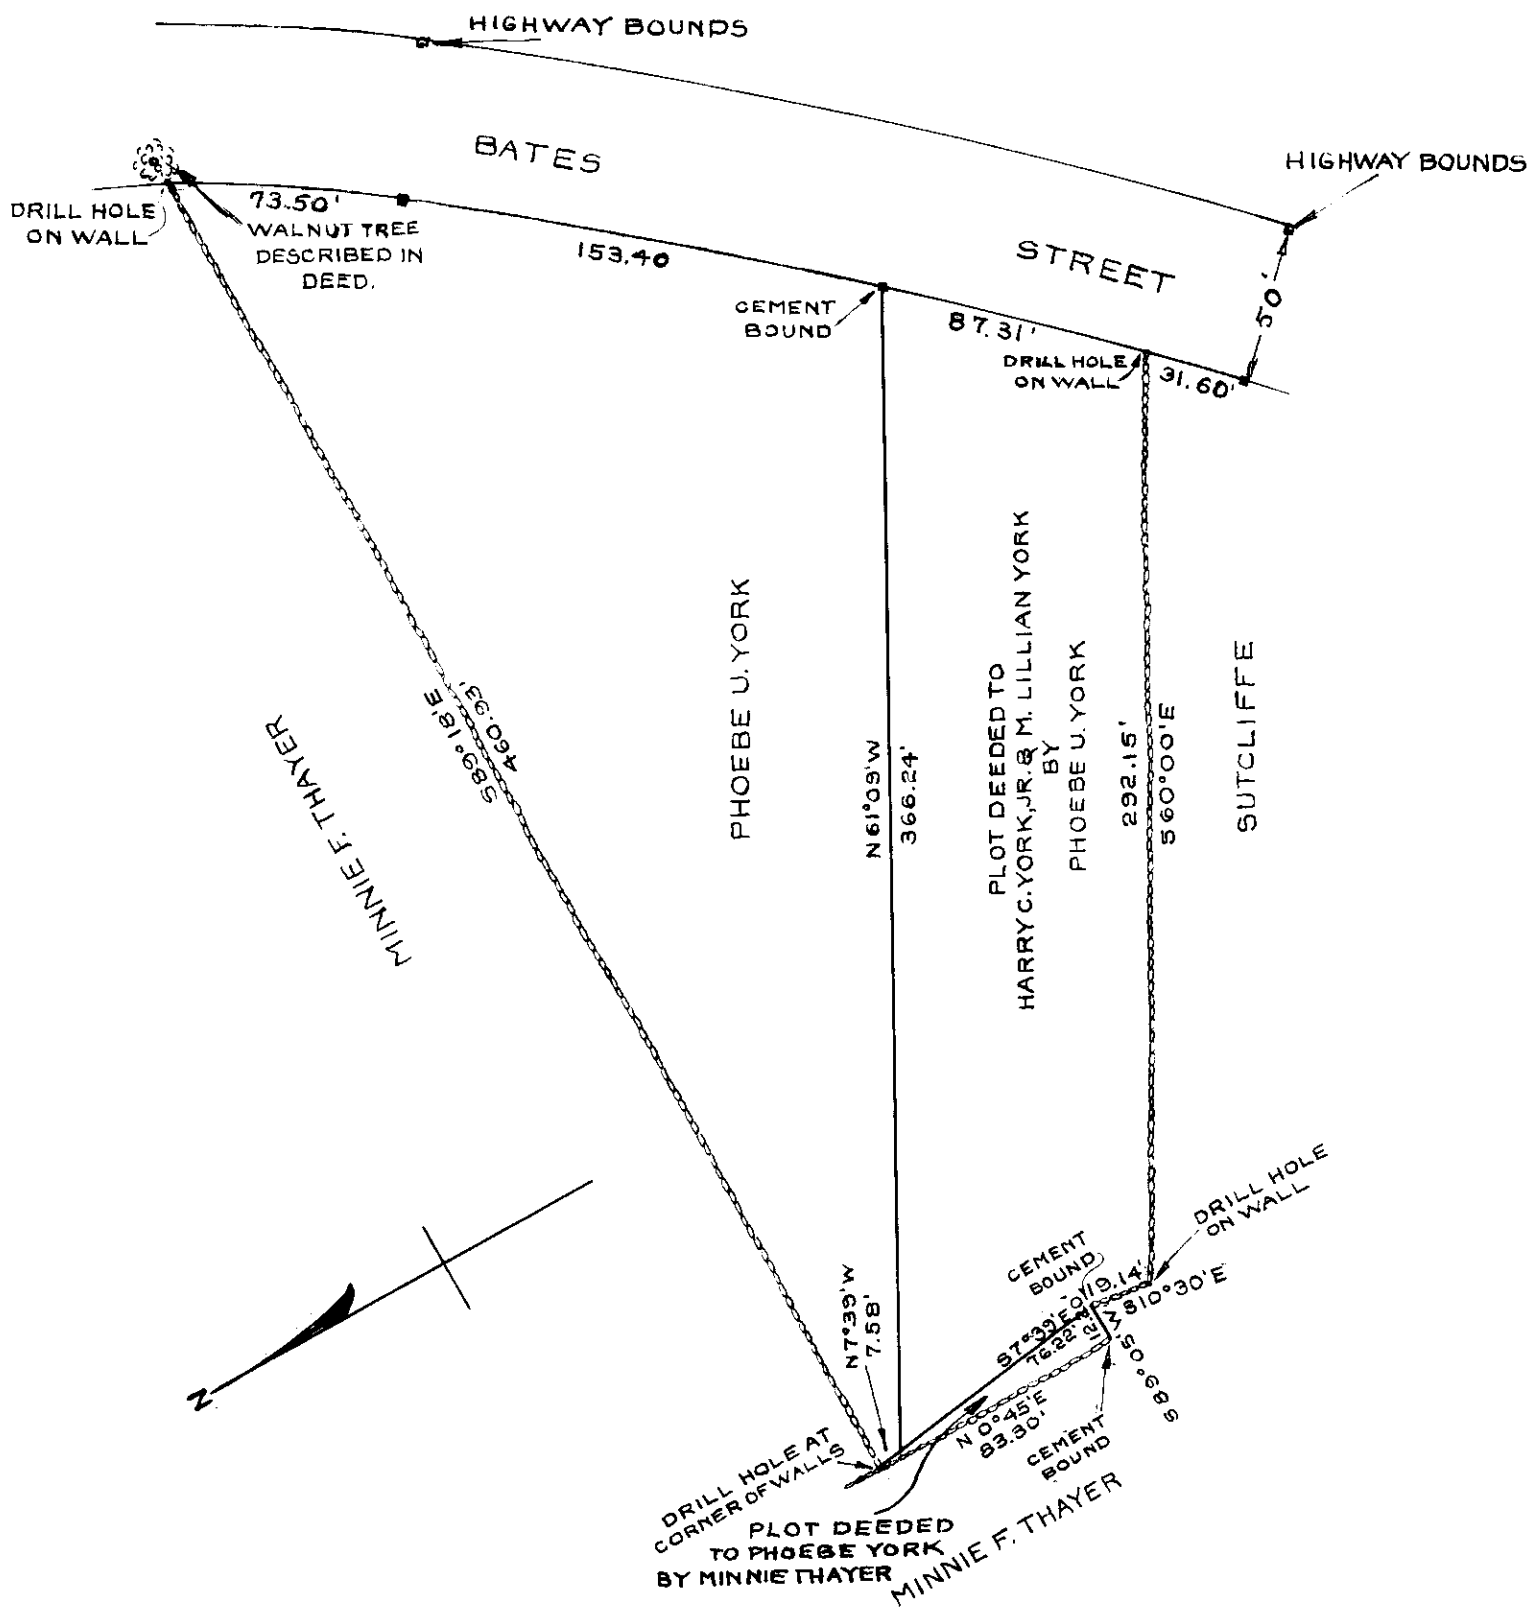 HIGHWAY BOUNDS
BATES
STREET
HIGHWAY BOUNDS
DRILL HOLE
ON WALL
73.50'
WALNUT TREE
DESCRIBED IN
DEED.
153.40
CEMENT
BOUND
87.31'
DRILL HOLE
ON WALL
31.60'
50'
S89°18'E
460.93'
MINNIE F. THAYER
PHOEBE U. YORK
N61°09'W
366.24'
PLOT DEEDED TO
HARRY C. YORK, JR. & M. LILLIAN YORK
BY
PHOEBE U. YORK
292.15'
S60°00'E
SUTCLIFFE
N
N7°39'W
7.58'
CEMENT
BOUND
DRILL HOLE
ON WALL
19.14'
S10°30'E
S7°39'E
76.22'
S89°05'W
N0°45'E
83.30'
CEMENT
BOUND
DRILL HOLE AT
CORNER OF WALLS
PLOT DEEDED
TO PHOEBE YORK
BY MINNIE THAYER
MINNIE F. THAYER